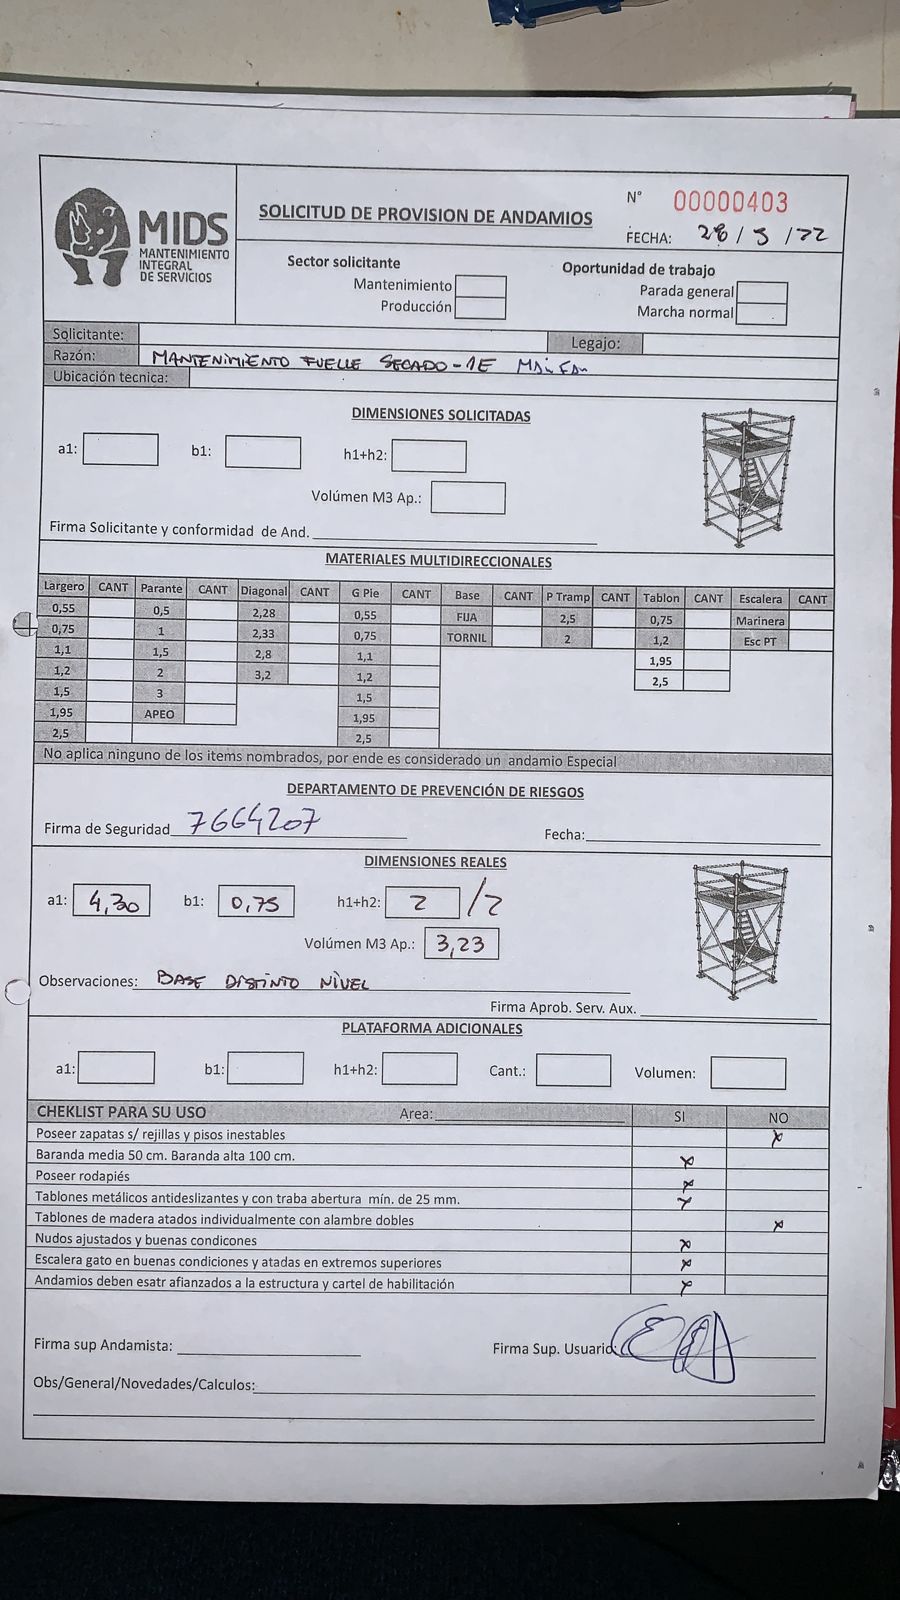 MIDS
MANTENIMIENTO
INTEGRAL
DE SERVICIOS
SOLICITUD DE PROVISION DE ANDAMIOS
N° 00000403
FECHA: 28 / 5 / 22
Sector solicitante
Mantenimiento
Producción
Oportunidad de trabajo
Parada general
Marcha normal
Solicitante:
Legajo:
Razón: MANTENIMIENTO FUELLE SECADO-1E
Ubicación tecnica:
DIMENSIONES SOLICITADAS
a1: b1: h1+h2:
Volúmen M3 Ap.:
Firma Solicitante y conformidad de And.
MATERIALES MULTIDIRECCIONALES
Largero CANT Parante CANT Diagonal CANT G Pie CANT Base CANT P Tramp CANT Tablon CANT Escalera CANT
0,55 0,5 2,28 0,55 FIJA 2,5 0,75 Marinera
0,75 1 2,33 0,75 TORNIL 2 1,2 Esc PT
1,1 1,5 2,8 1,1 1,95
1,2 2 3,2 1,2 2,5
1,5 3 1,5
1,95 APEO 1,95
2,5 2,5
No aplica ninguno de los items nombrados, por ende es considerado un andamio Especial
DEPARTAMENTO DE PREVENCIÓN DE RIESGOS
Firma de Seguridad 7664207 Fecha:
DIMENSIONES REALES
a1: 4,30 b1: 0,75 h1+h2: 2 /2
Volúmen M3 Ap.: 3,23
Observaciones: BASE DISTINTO NIVEL
Firma Aprob. Serv. Aux.
PLATAFORMA ADICIONALES
a1: b1: h1+h2: Cant.: Volumen:
CHEKLIST PARA SU USO Area: SI NO
Poseer zapatas s/ rejillas y pisos inestables x
Baranda media 50 cm. Baranda alta 100 cm. x
Poseer rodapiés x
Tablones metálicos antideslizantes y con traba abertura mín. de 25 mm. x
Tablones de madera atados individualmente con alambre dobles x
Nudos ajustados y buenas condicones x
Escalera gato en buenas condiciones y atadas en extremos superiores x
Andamios deben esatr afianzados a la estructura y cartel de habilitación x
Firma sup Andamista:
Firma Sup. Usuario:
Obs/General/Novedades/Calculos: